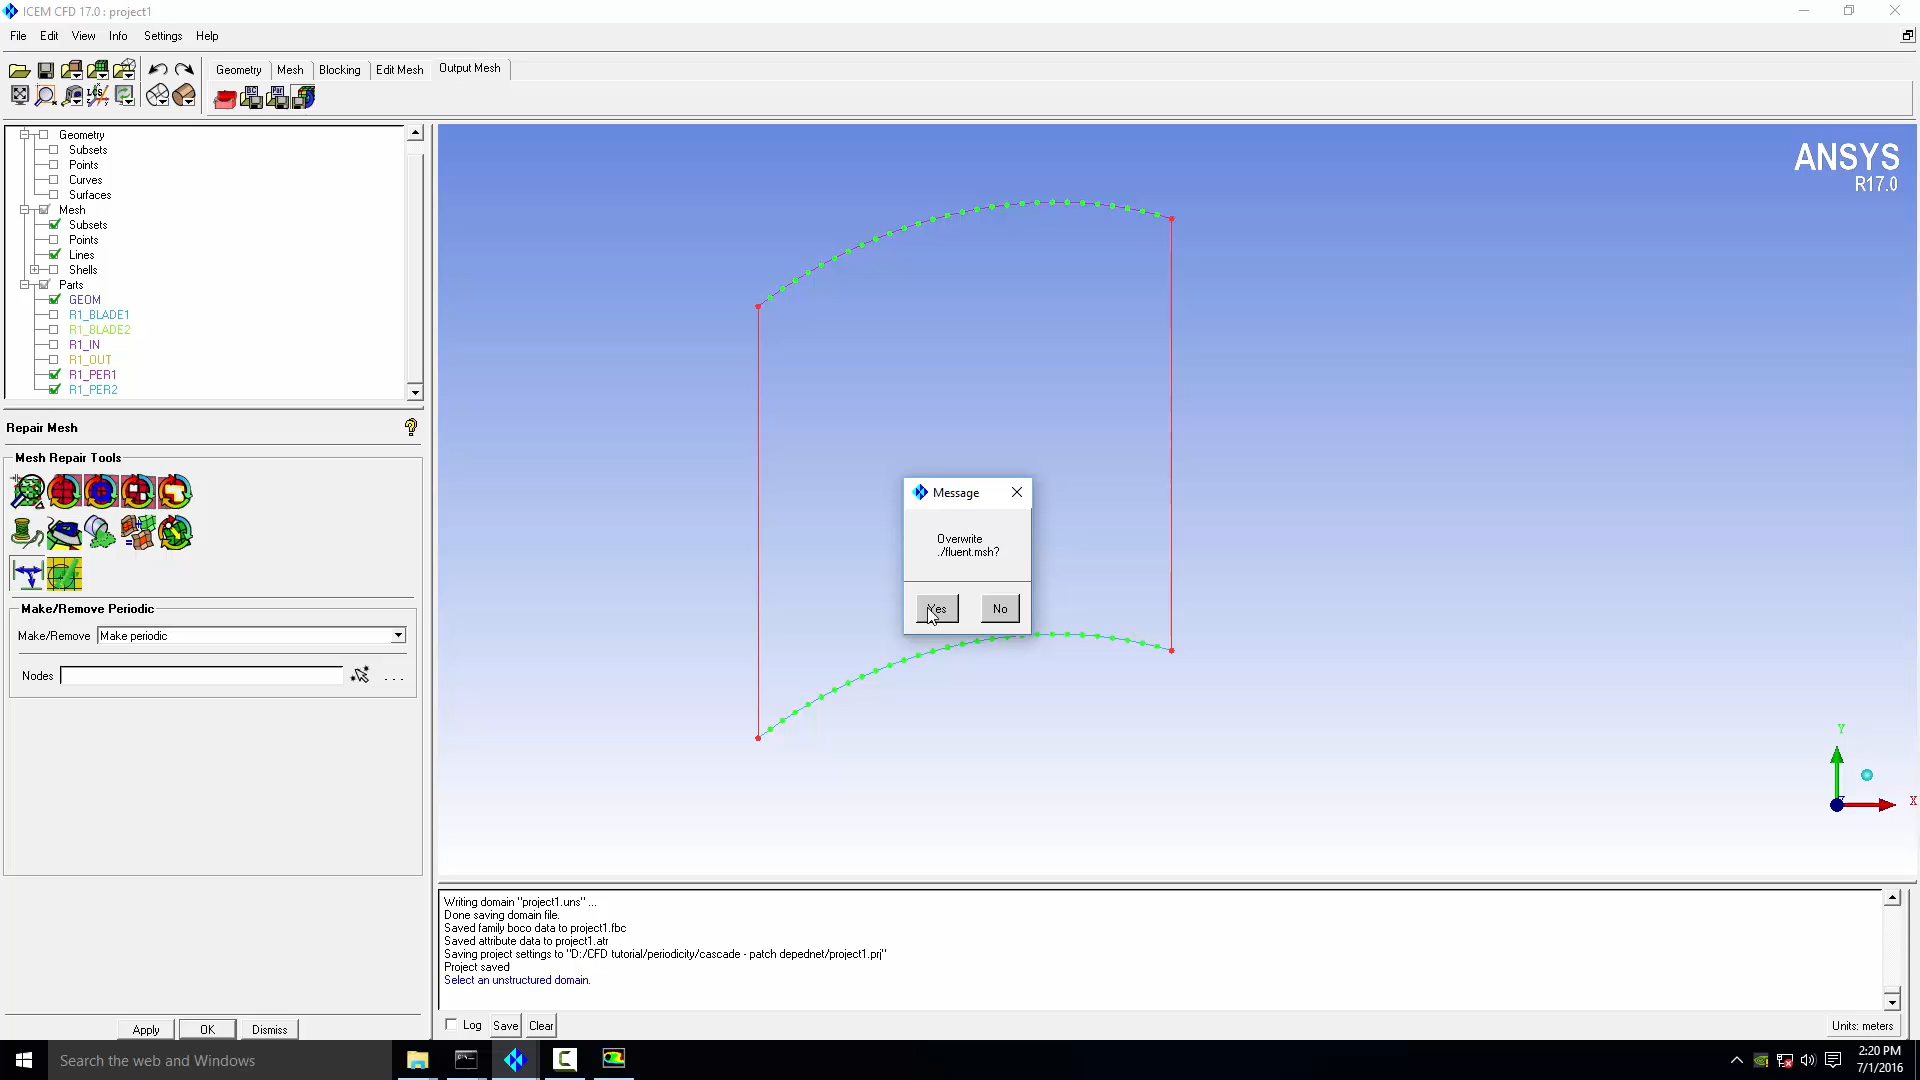 ICEM CFD 17.0 : project1
File Edit View Info Settings Help
Geometry Mesh Blocking Edit Mesh Output Mesh
Geometry
Subsets
Points
Curves
Surfaces
Mesh
Subsets
Points
Lines
Shells
Parts
GEOM
R1_BLADE1
R1_BLADE2
R1_IN
R1_OUT
R1_PER1
R1_PER2
Repair Mesh
Mesh Repair Tools
Make/Remove Periodic
Make/Remove Make periodic
Nodes
. . .
Apply OK Dismiss
ANSYS
R17.0
Message
Overwrite
./fluent.msh?
Yes No
Y
X
Writing domain "project1.uns" ...
Done saving domain file.
Saved family boco data to project1.fbc
Saved attribute data to project1.atr
Saving project settings to "D:/CFD tutorial/periodicity/cascade - patch depednet/project1.prj"
Project saved
Select an unstructured domain.
Log Save Clear
Units: meters
Search the web and Windows
2:20 PM
7/1/2016